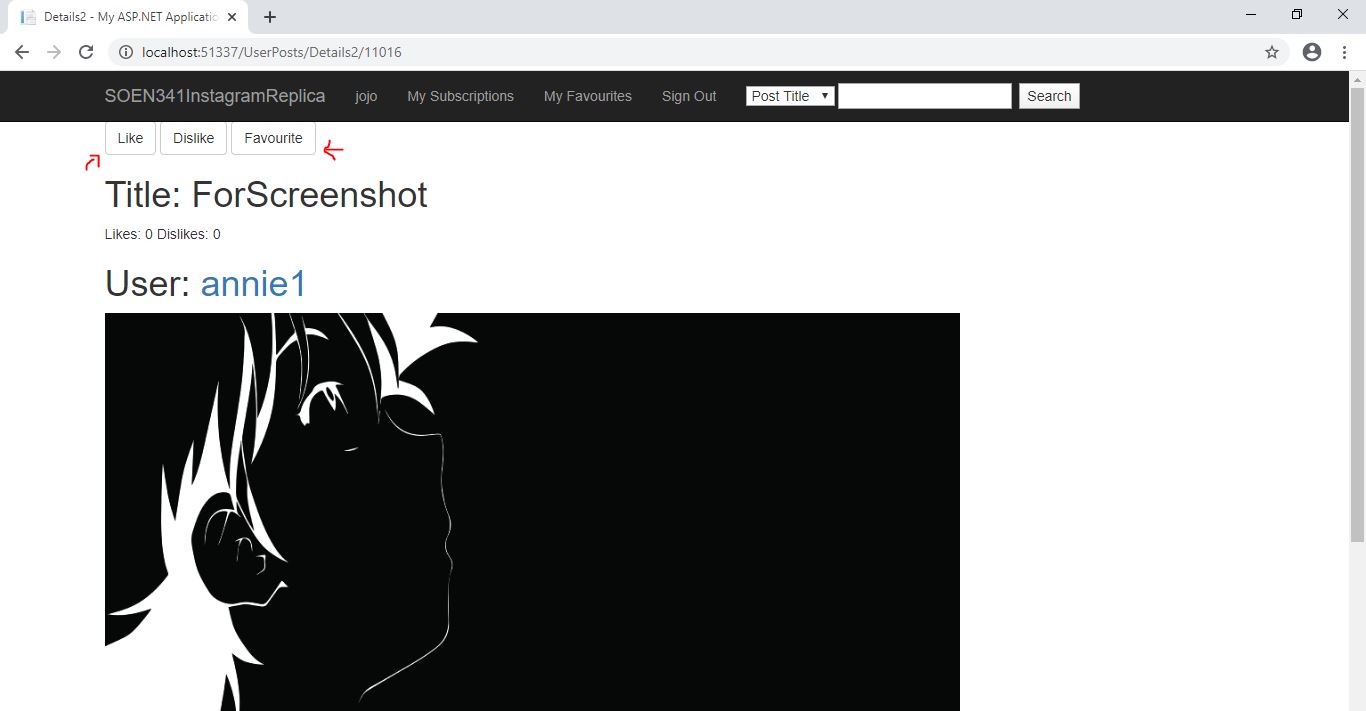 Details2 - My ASP.NET Applicatio
localhost:51337/UserPosts/Details2/11016
SOEN341InstagramReplica jojo My Subscriptions My Favourites Sign Out Post Title Search
Like Dislike Favourite
Title: ForScreenshot
Likes: 0 Dislikes: 0
User: annie1